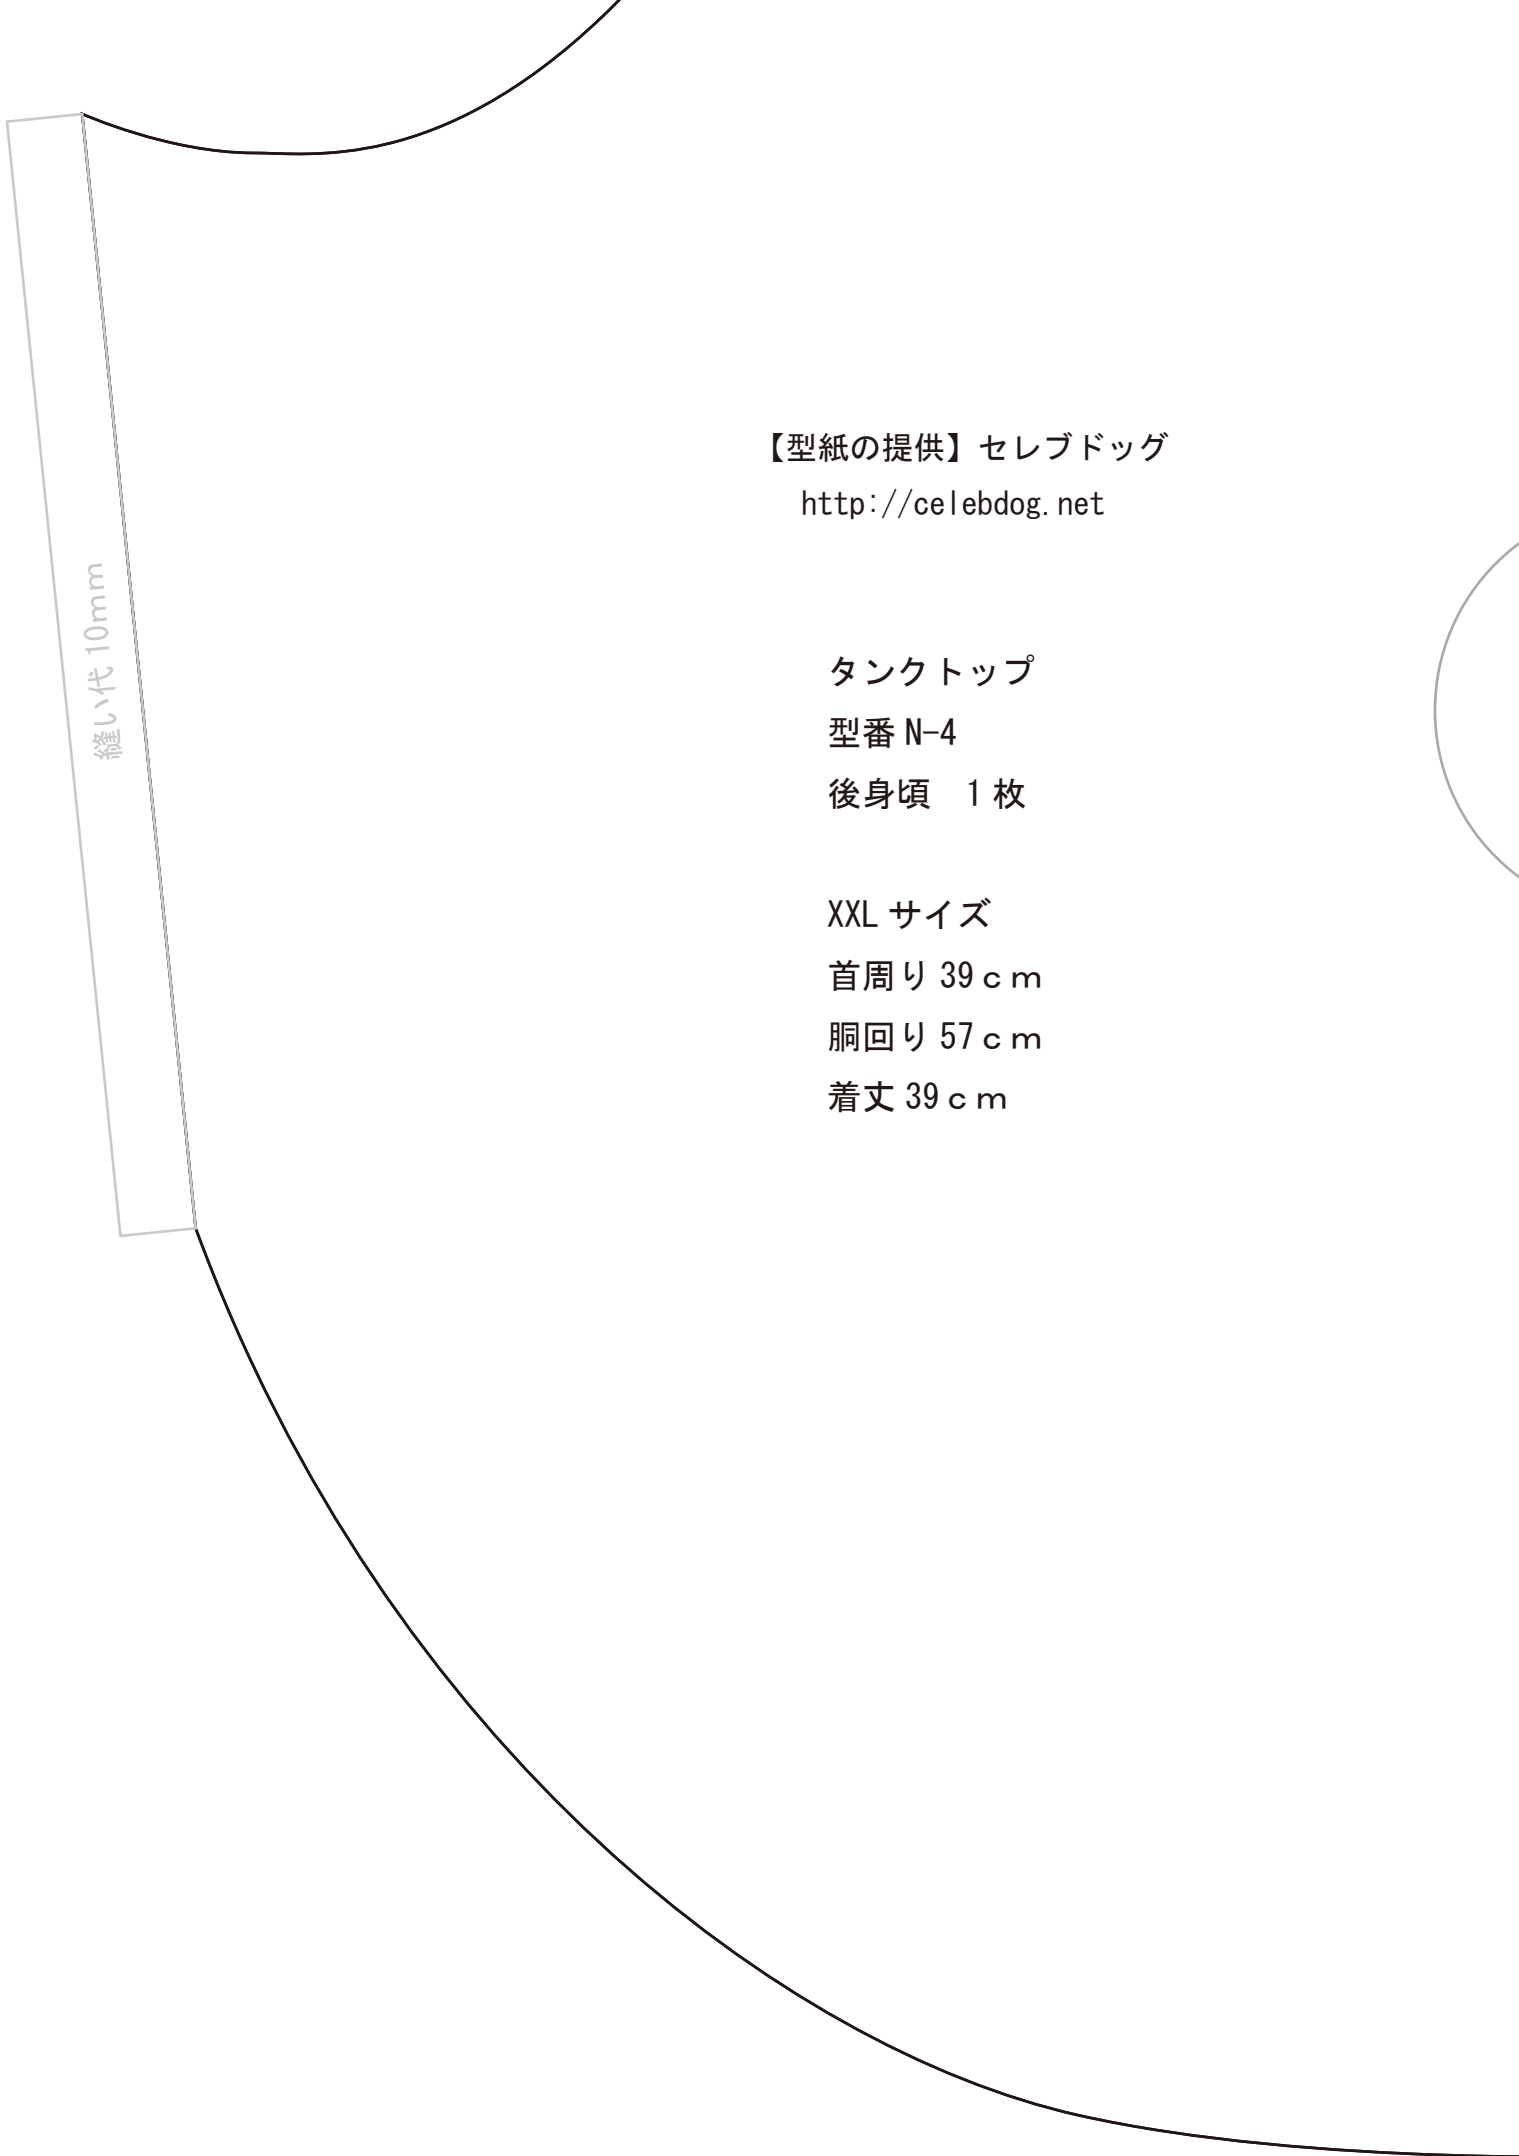 【型紙の提供】セレブドッグ
http://celebdog.net
縫い代 10mm
タンクトップ
型番 N-4
後身頃　1 枚
XXL サイズ
首周り 39ｃｍ
胴回り 57ｃｍ
着丈 39ｃｍ